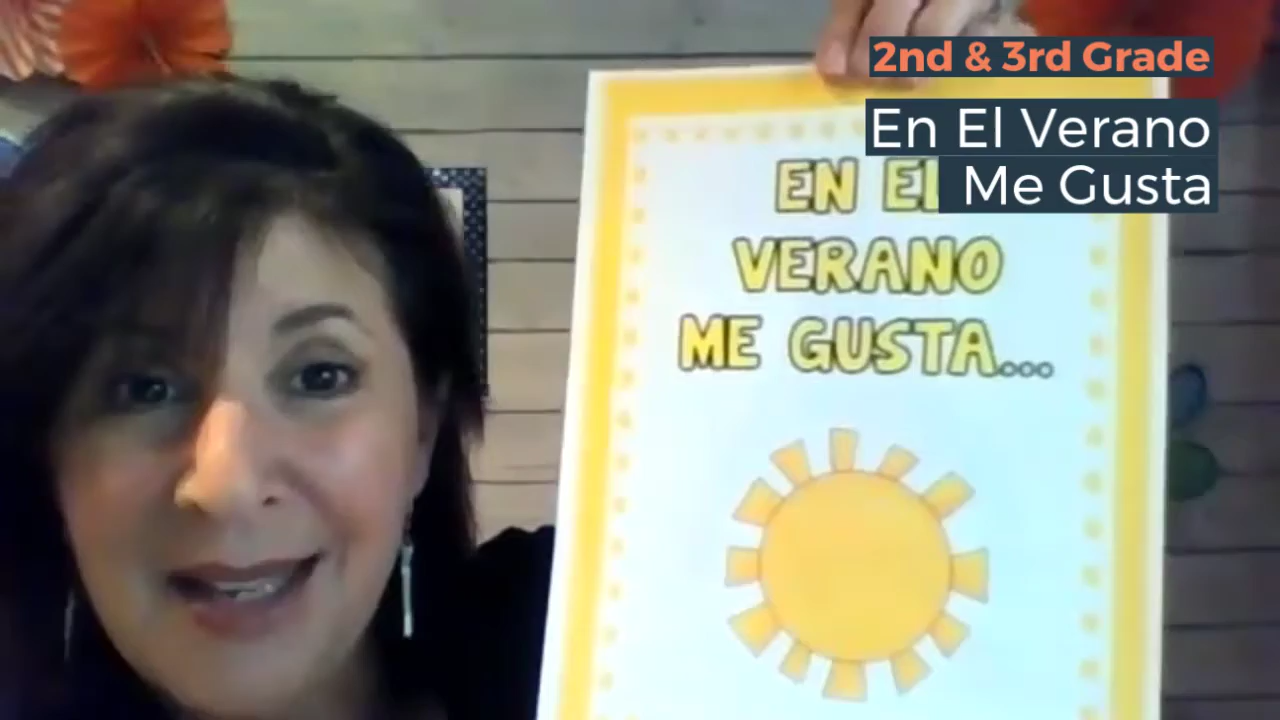 2nd & 3rd Grade
En El Verano
Me Gusta
EN EL
VERANO
ME GUSTA...